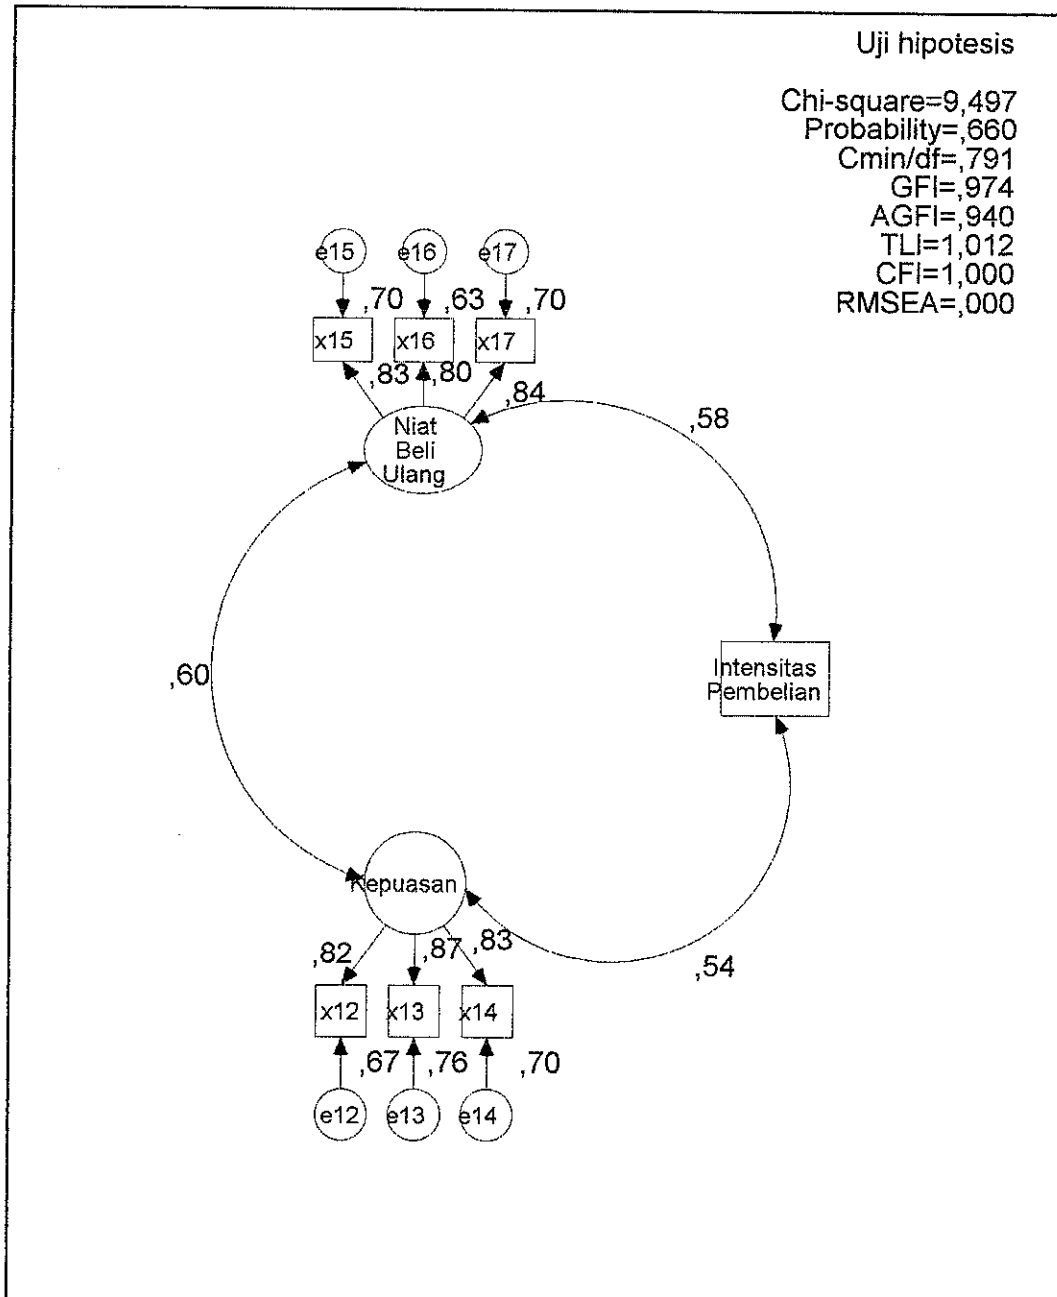 Uji hipotesis
Chi-square=9,497
Probability=,660
Cmin/df=,791
GFI=,974
AGFI=,940
TLI=1,012
CFI=1,000
RMSEA=,000
e15 e16 e17
,70 ,63 ,70
x15 x16 x17
,83 ,80 ,84
Niat
Beli
Ulang
,58
,60
Intensitas
Pembelian
Kepuasan
,82 ,87 ,83
,54
x12 x13 x14
,67 ,76 ,70
e12 e13 e14